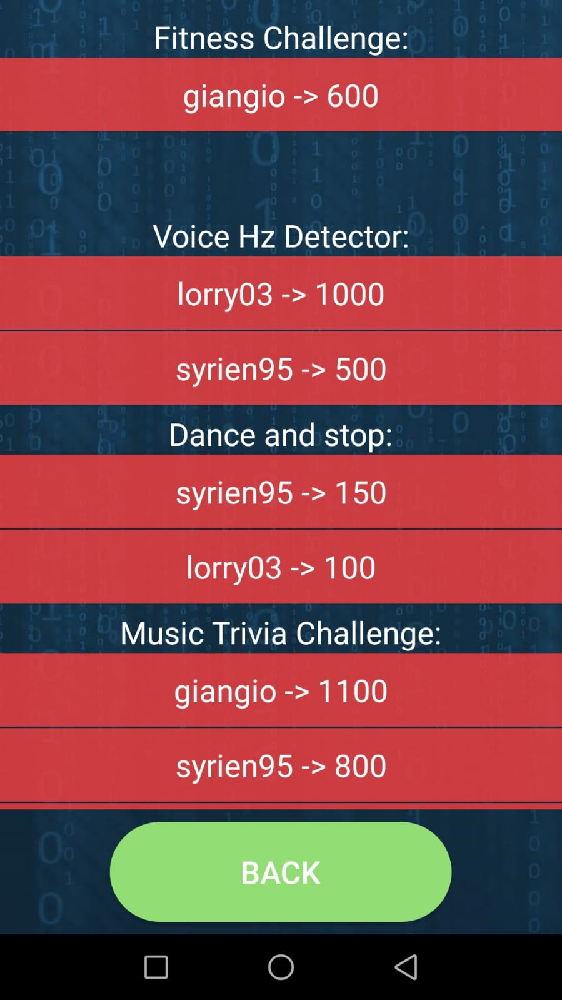 Fitness Challenge:
giangio -> 600
Voice Hz Detector:
lorry03 -> 1000
syrien95 -> 500
Dance and stop:
syrien95 -> 150
lorry03 -> 100
Music Trivia Challenge:
giangio -> 1100
syrien95 -> 800
BACK